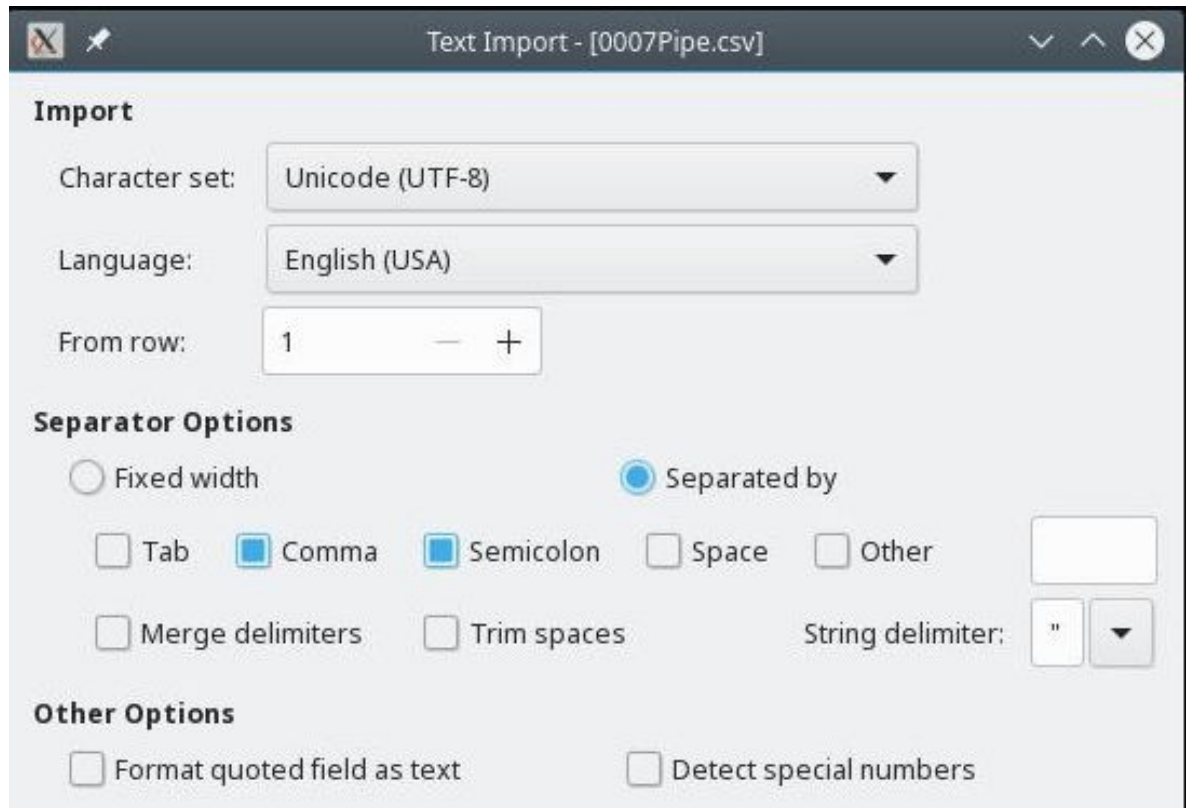 Text Import - [0007Pipe.csv]
Import
Character set: Unicode (UTF-8)
Language: English (USA)
From row: 1
Separator Options
Fixed width Separated by
Tab Comma Semicolon Space Other
Merge delimiters Trim spaces String delimiter: "
Other Options
Format quoted field as text Detect special numbers